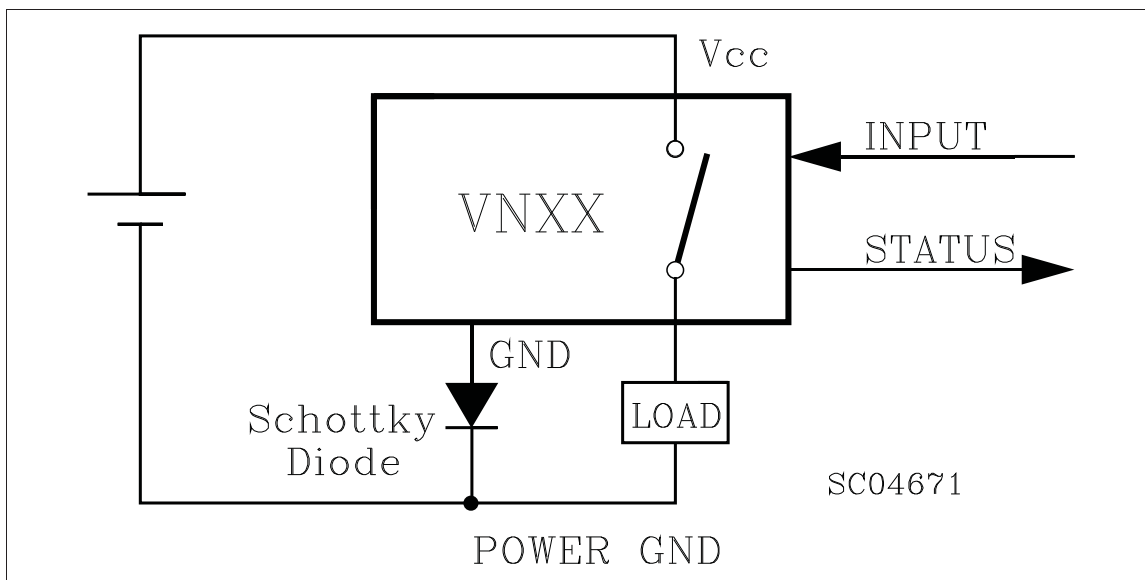 Vcc
INPUT
VNXX
STATUS
GND
Schottky
Diode
LOAD
SC04671
POWER GND